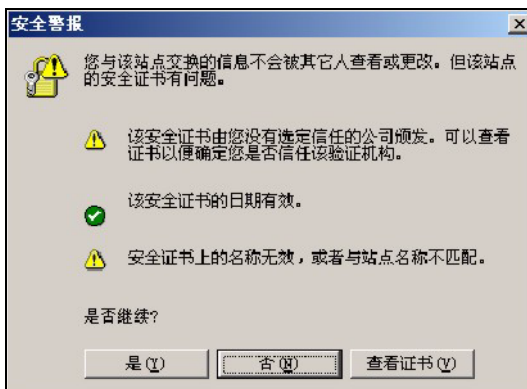 安全警报
您与该站点交换的信息不会被其它人查看或更改。但该站点
的安全证书有问题。
该安全证书由您没有选定信任的公司颁发。可以查看
证书以便确定您是否信任该验证机构。
该安全证书的日期有效。
安全证书上的名称无效，或者与站点名称不匹配。
是否继续?
是(Y) 否(N) 查看证书(V)